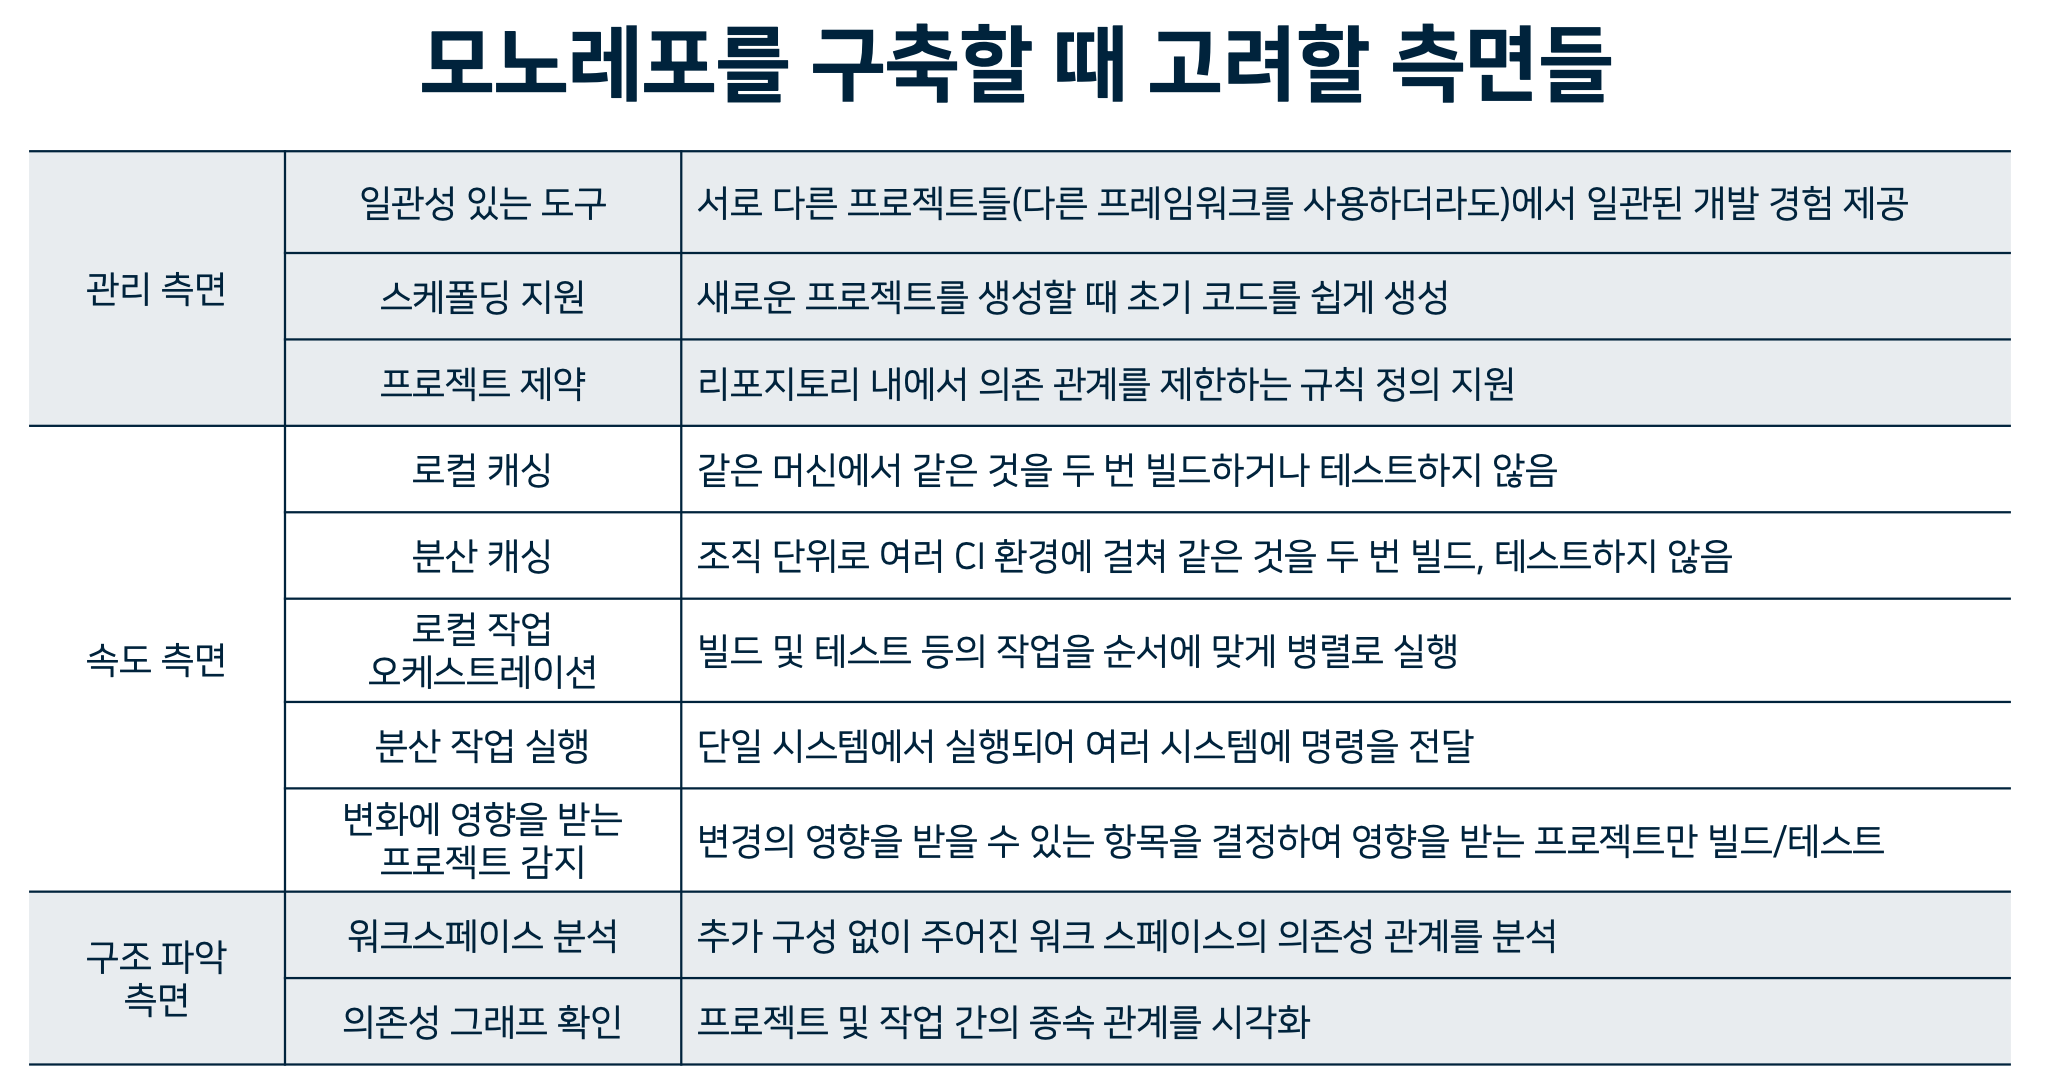 모노레포를 구축할 때 고려할 측면들
관리 측면
일관성 있는 도구
서로 다른 프로젝트들(다른 프레임워크를 사용하더라도)에서 일관된 개발 경험 제공
스케폴딩 지원
새로운 프로젝트를 생성할 때 초기 코드를 쉽게 생성
프로젝트 제약
리포지토리 내에서 의존 관계를 제한하는 규칙 정의 지원
속도 측면
로컬 캐싱
같은 머신에서 같은 것을 두 번 빌드하거나 테스트하지 않음
분산 캐싱
조직 단위로 여러 CI 환경에 걸쳐 같은 것을 두 번 빌드, 테스트하지 않음
로컬 작업
오케스트레이션
빌드 및 테스트 등의 작업을 순서에 맞게 병렬로 실행
분산 작업 실행
단일 시스템에서 실행되어 여러 시스템에 명령을 전달
변화에 영향을 받는
프로젝트 감지
변경의 영향을 받을 수 있는 항목을 결정하여 영향을 받는 프로젝트만 빌드/테스트
구조 파악
측면
워크스페이스 분석
추가 구성 없이 주어진 워크 스페이스의 의존성 관계를 분석
의존성 그래프 확인
프로젝트 및 작업 간의 종속 관계를 시각화